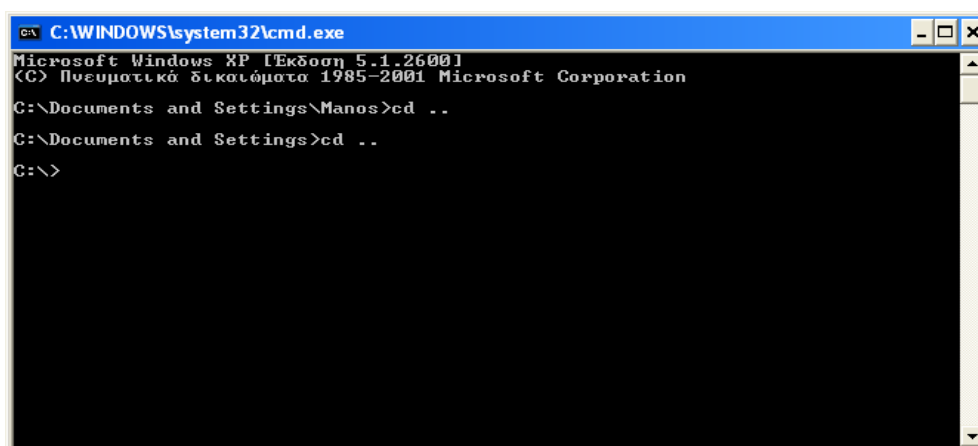 C:\WINDOWS\system32\cmd.exe
Microsoft Windows XP [Έκδοση 5.1.2600]
(C) Πνευματικά δικαιώματα 1985-2001 Microsoft Corporation
C:\Documents and Settings\Manos>cd ..
C:\Documents and Settings>cd ..
C:\>